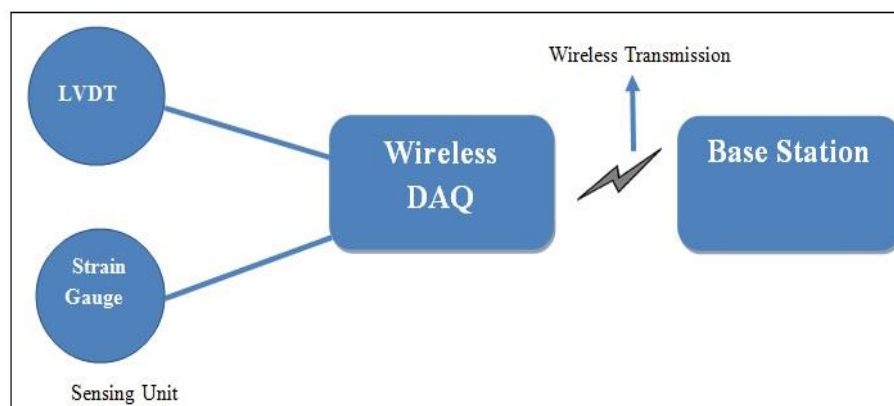 LVDT
Strain
Gauge
Sensing Unit
Wireless
DAQ
Wireless Transmission
Base Station